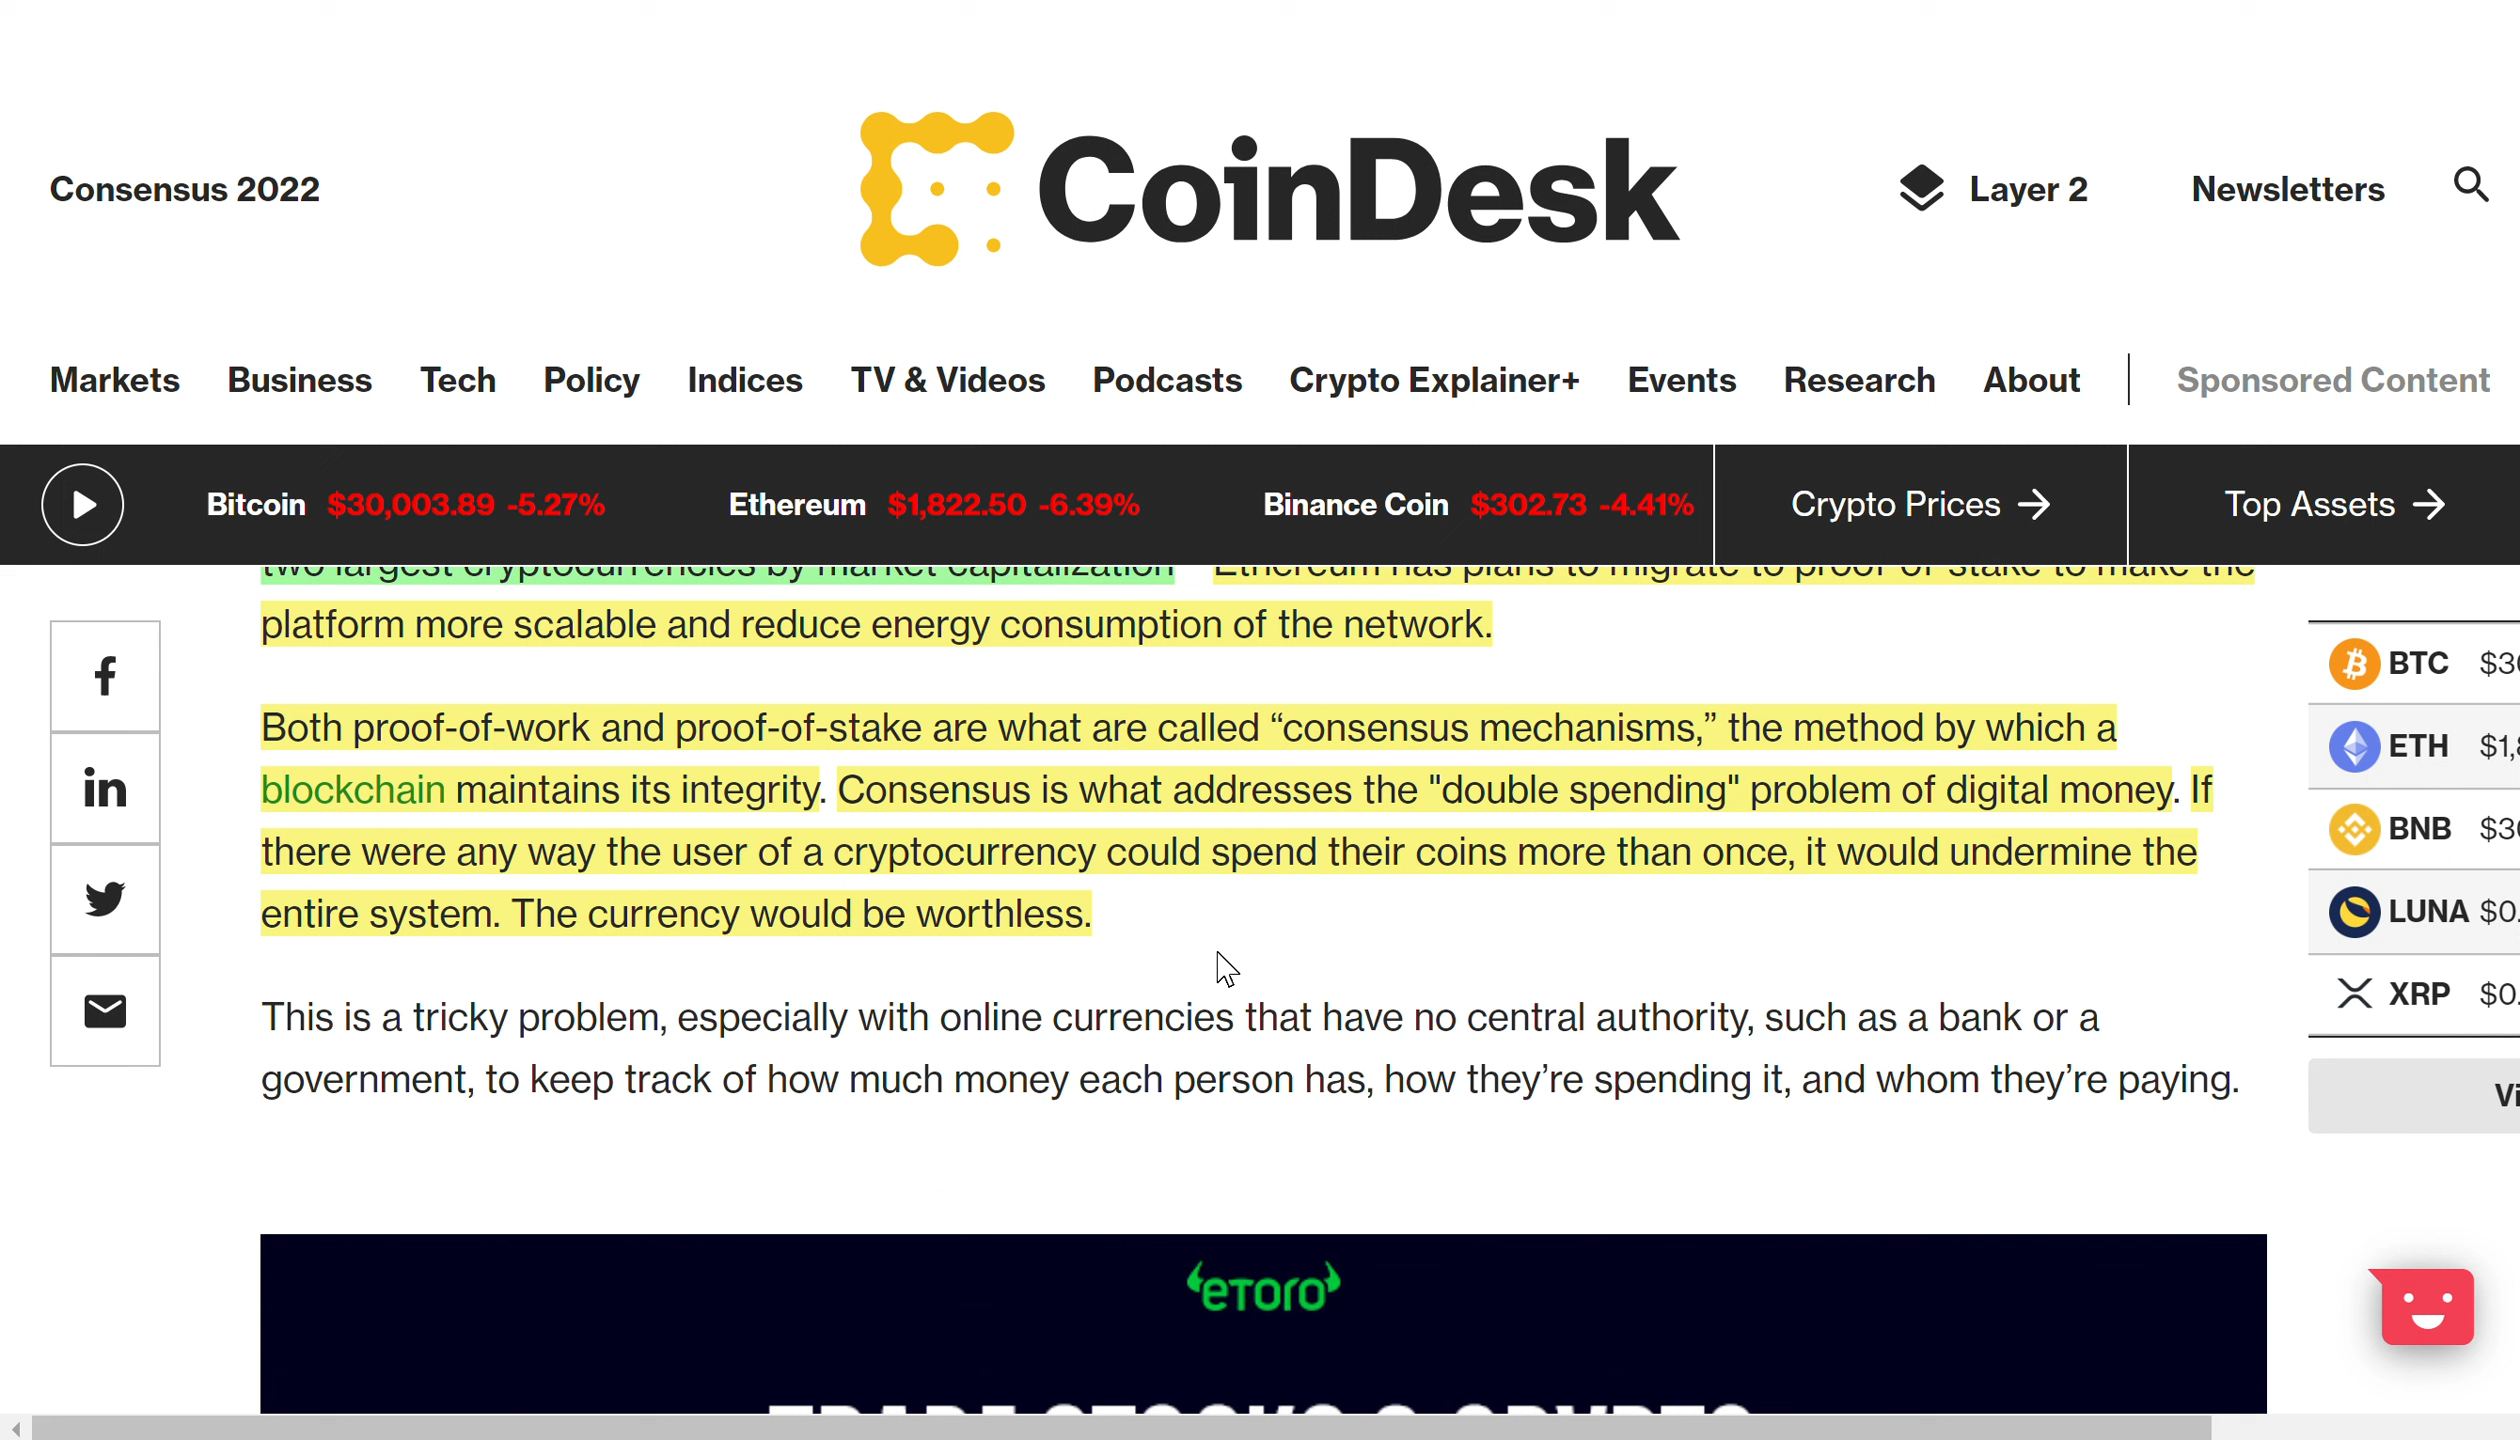 Consensus 2022
CoinDesk
Layer 2
Newsletters
Markets Business Tech Policy Indices TV & Videos Podcasts Crypto Explainer+ Events Research About Sponsored Content
Bitcoin $30,003.89 -5.27% Ethereum $1,822.50 -6.39% Binance Coin $302.73 -4.41% Crypto Prices → Top Assets →
two largest cryptocurrencies by market capitalization Ethereum has plans to migrate to proof-of-stake to make the
platform more scalable and reduce energy consumption of the network.
Both proof-of-work and proof-of-stake are what are called “consensus mechanisms,” the method by which a
blockchain maintains its integrity. Consensus is what addresses the "double spending" problem of digital money. If
there were any way the user of a cryptocurrency could spend their coins more than once, it would undermine the
entire system. The currency would be worthless.
This is a tricky problem, especially with online currencies that have no central authority, such as a bank or a
government, to keep track of how much money each person has, how they’re spending it, and whom they’re paying.
f
in
BTC $30
ETH $1,8
BNB $30
LUNA $0.
XRP $0.
Vi
eToro